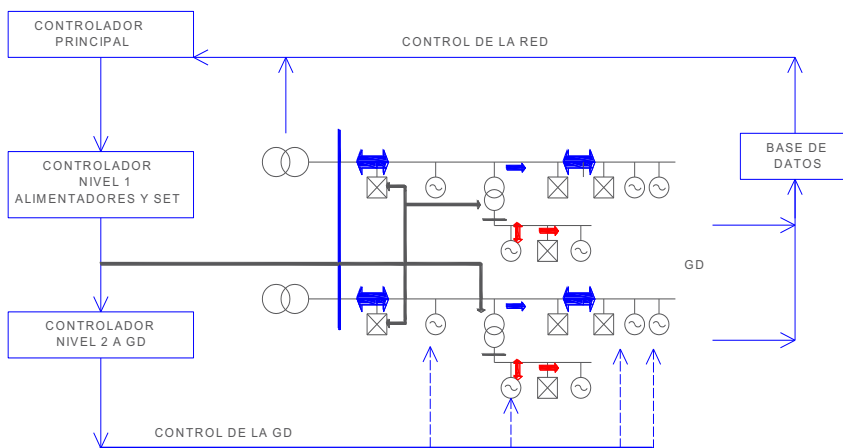 CONTROLADOR
PRINCIPAL
CONTROL DE LA RED
CONTROLADOR
NIVEL 1
ALIMENTADORES Y SET
BASE DE
DATOS
GD
CONTROLADOR
NIVEL 2 A GD
CONTROL DE LA GD